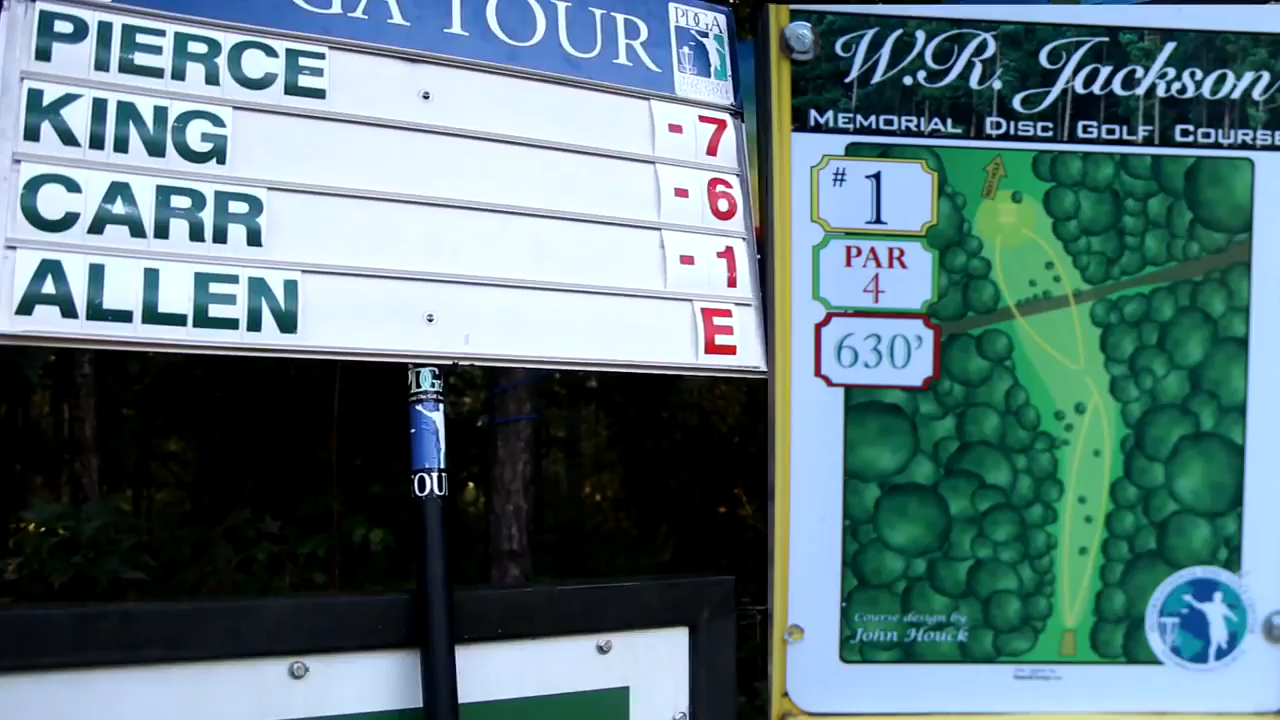 GA TOUR
PDGA
PIERCE
KING -7
CARR -6
ALLEN -1
E
TOUR
W.R. Jackson
MEMORIAL DISC GOLF COURSE
# 1
PAR
4
630'
Course design by
John Houck